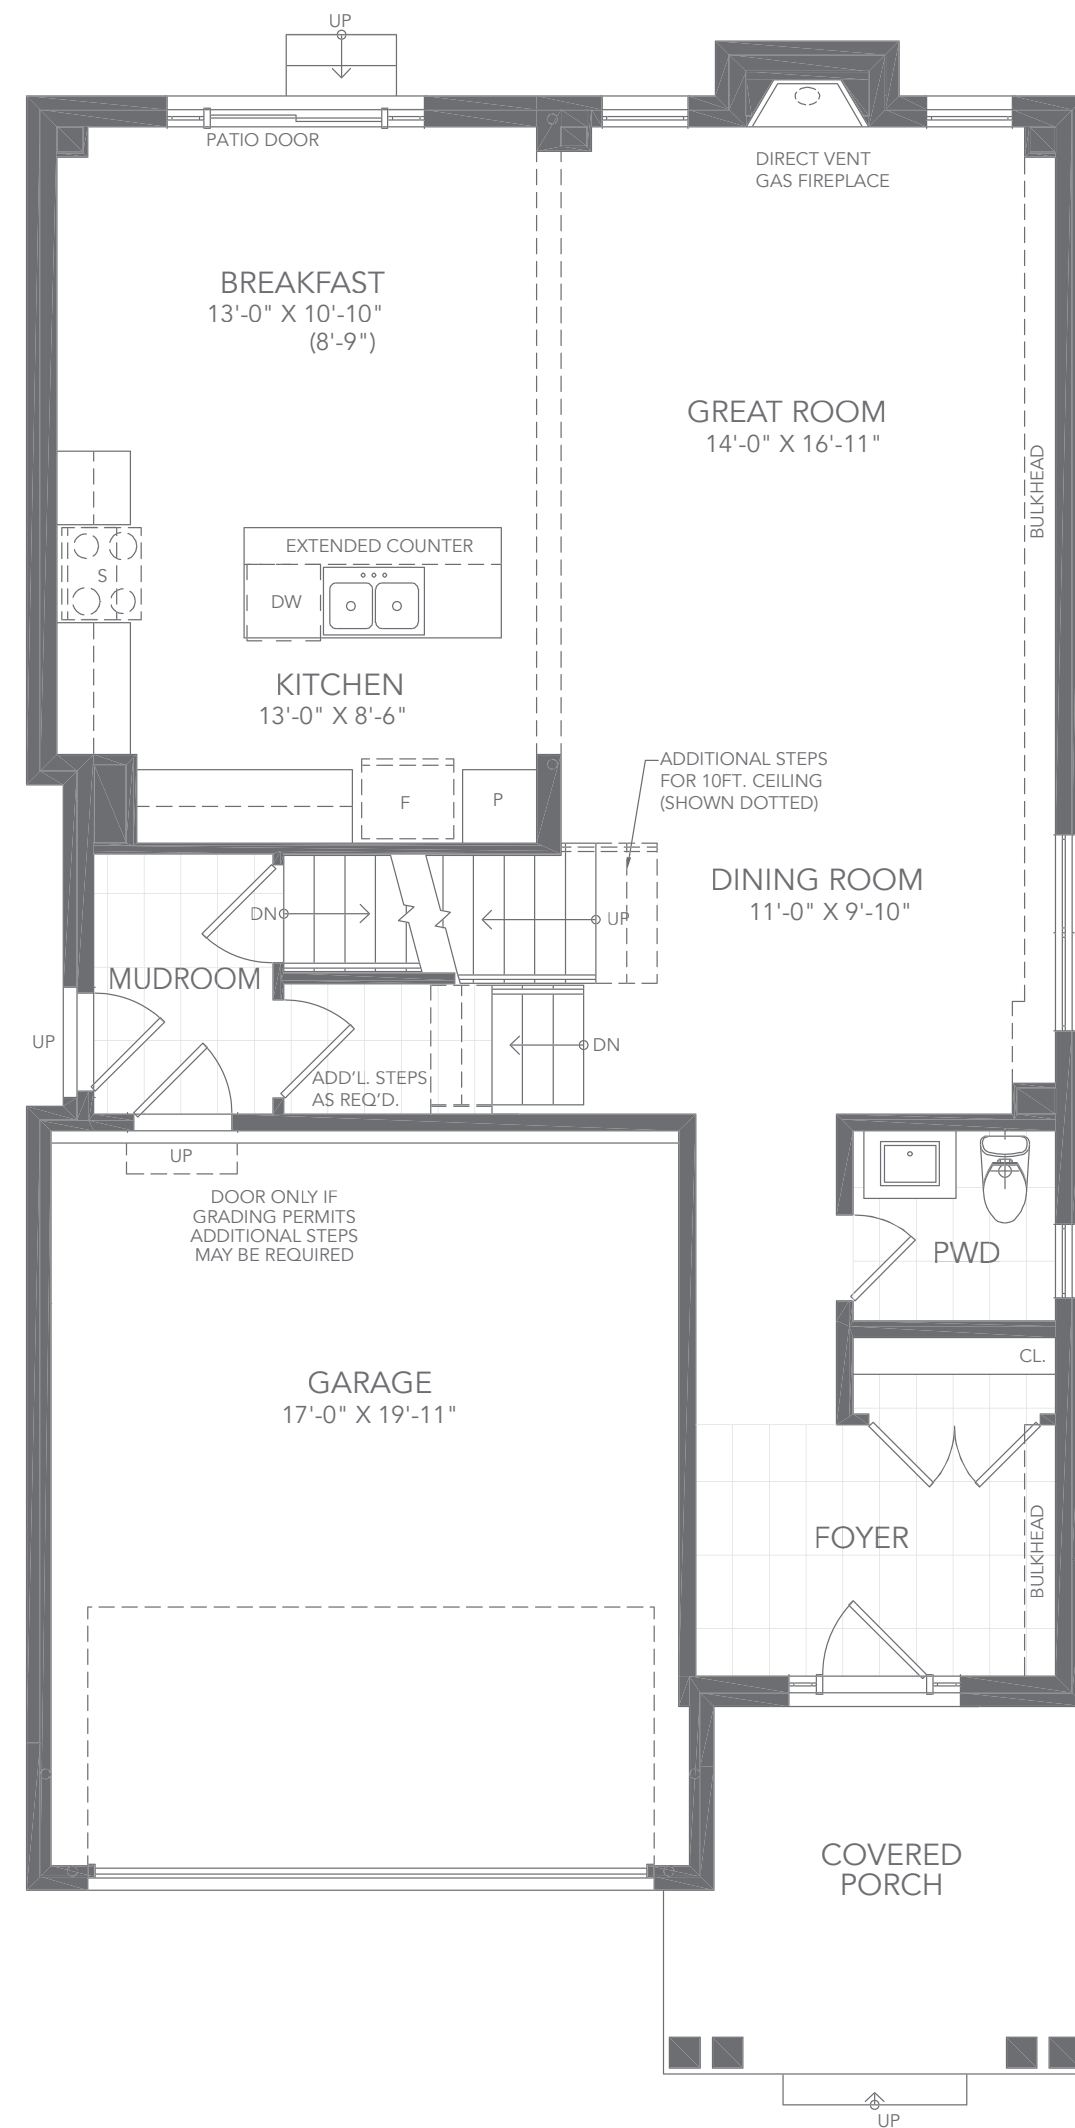 UP
PATIO DOOR
DIRECT VENT
GAS FIREPLACE
BREAKFAST
13'-0" X 10'-10"
(8'-9")
GREAT ROOM
14'-0" X 16'-11"
BULKHEAD
EXTENDED COUNTER
S
DW
KITCHEN
13'-0" X 8'-6"
ADDITIONAL STEPS
FOR 10FT. CEILING
(SHOWN DOTTED)
F
P
DINING ROOM
11'-0" X 9'-10"
DN
UP
MUDROOM
UP
DN
ADD'L. STEPS
AS REQ'D.
UP
DOOR ONLY IF
GRADING PERMITS
ADDITIONAL STEPS
MAY BE REQUIRED
PWD
CL.
GARAGE
17'-0" X 19'-11"
FOYER
BULKHEAD
COVERED
PORCH
UP